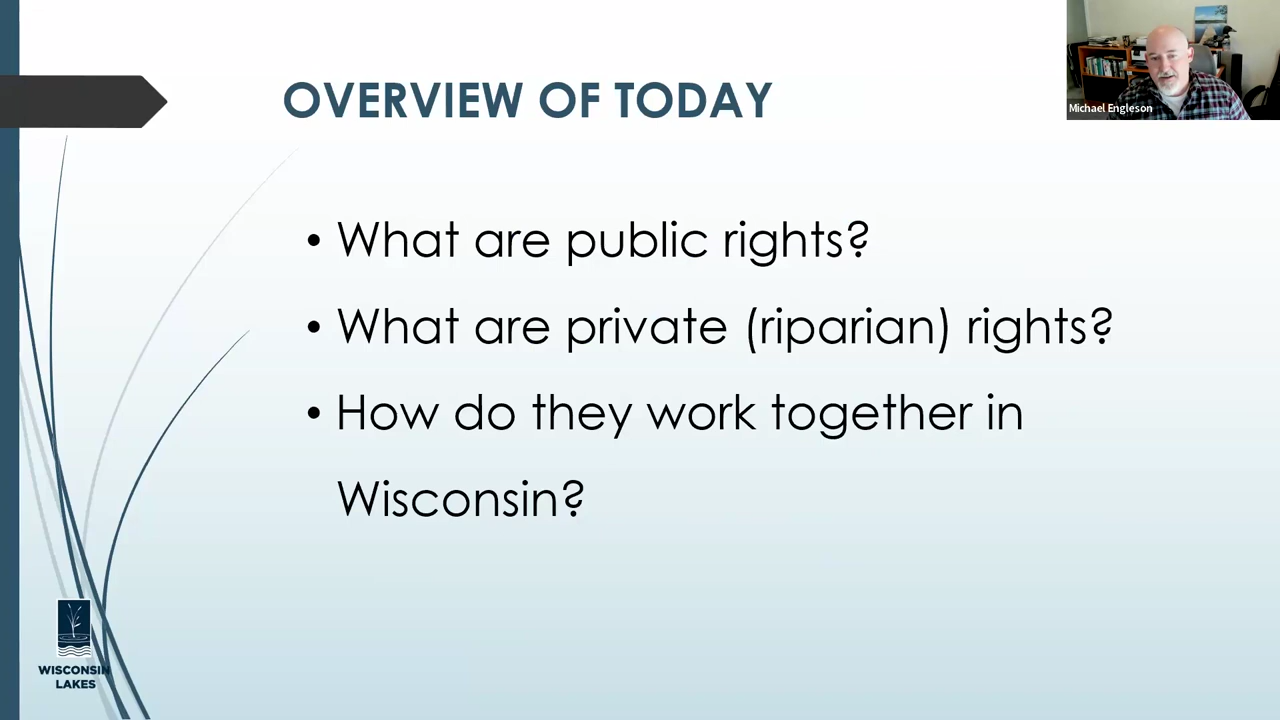 OVERVIEW OF TODAY
Michael Engleson
• What are public rights?
• What are private (riparian) rights?
• How do they work together in
Wisconsin?
WISCONSIN
LAKES